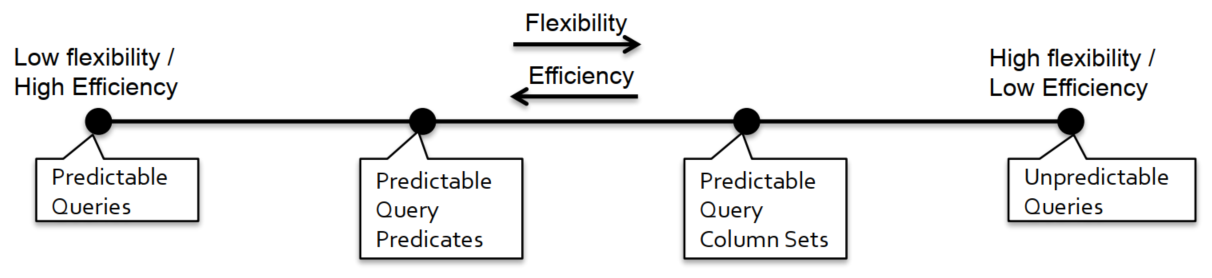 Flexibility
Efficiency
Low flexibility /
High Efficiency
High flexibility /
Low Efficiency
Predictable
Queries
Predictable
Query
Predicates
Predictable
Query
Column Sets
Unpredictable
Queries